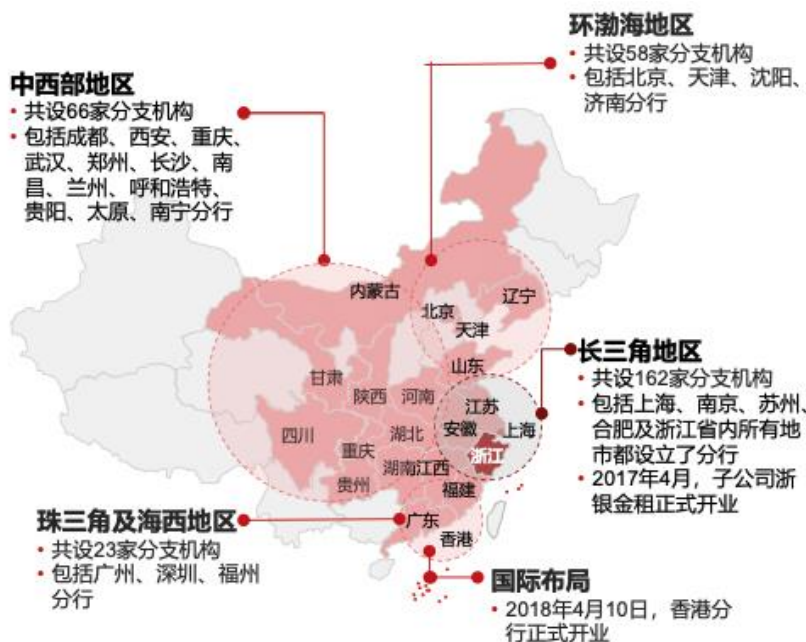 环渤海地区
• 共设58家分支机构
• 包括北京、天津、沈阳、
济南分行
中西部地区
• 共设66家分支机构
• 包括成都、西安、重庆、
武汉、郑州、长沙、南
昌、兰州、呼和浩特、
贵阳、太原、南宁分行
内蒙古
北京
辽宁
天津
山东
甘肃
陕西
河南
江苏
安徽
上海
四川
重庆
湖北
浙江
湖南
江西
贵州
福建
广东
香港
长三角地区
• 共设162家分支机构
• 包括上海、南京、苏州、
合肥及浙江省内所有地
市都设立了分行
• 2017年4月，子公司浙
银金租正式开业
珠三角及海西地区
• 共设23家分支机构
• 包括广州、深圳、福州
分行
国际布局
• 2018年4月10日，香港分
行正式开业